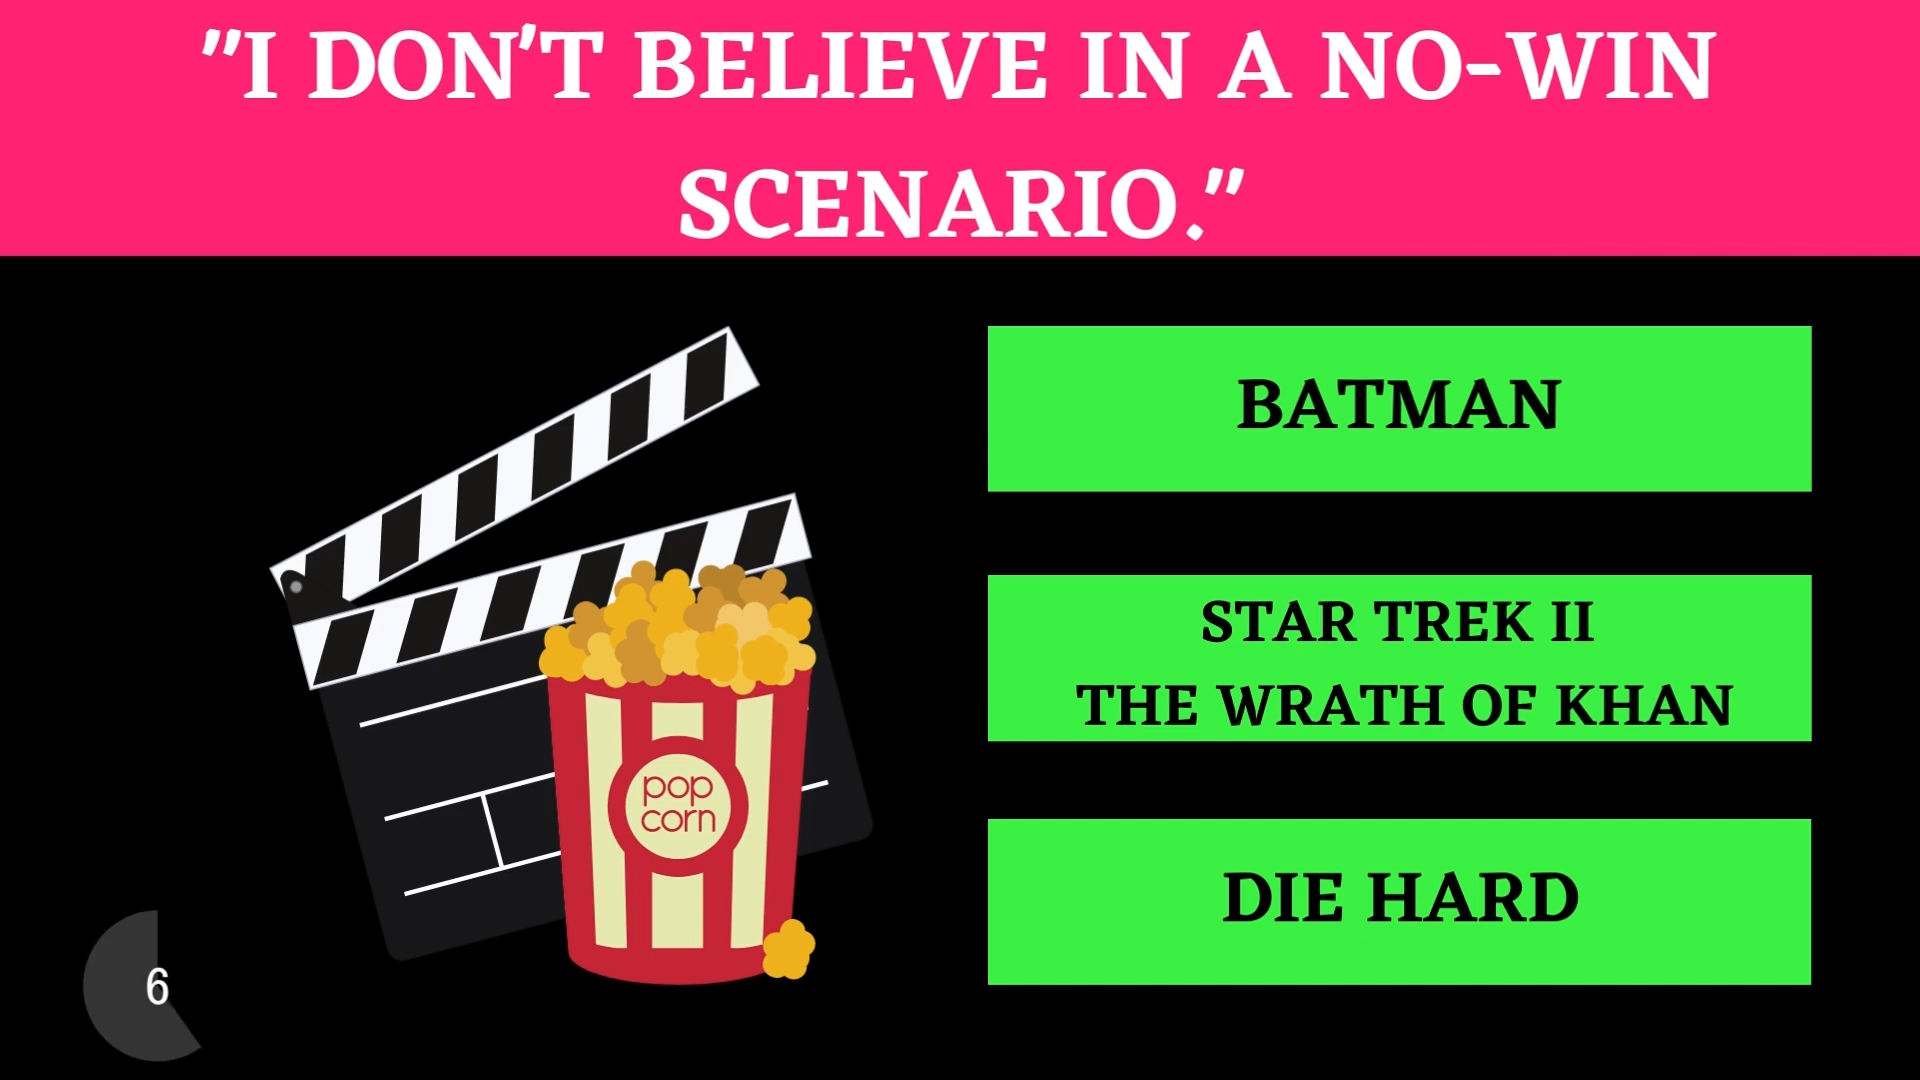 "I DON'T BELIEVE IN A NO-WIN
SCENARIO."
BATMAN
STAR TREK II
THE WRATH OF KHAN
DIE HARD
pop
corn
6